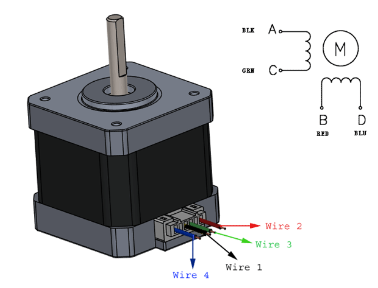 BLK A
M
GRN C
B D
RED BLU
Wire 2
Wire 3
Wire 1
Wire 4